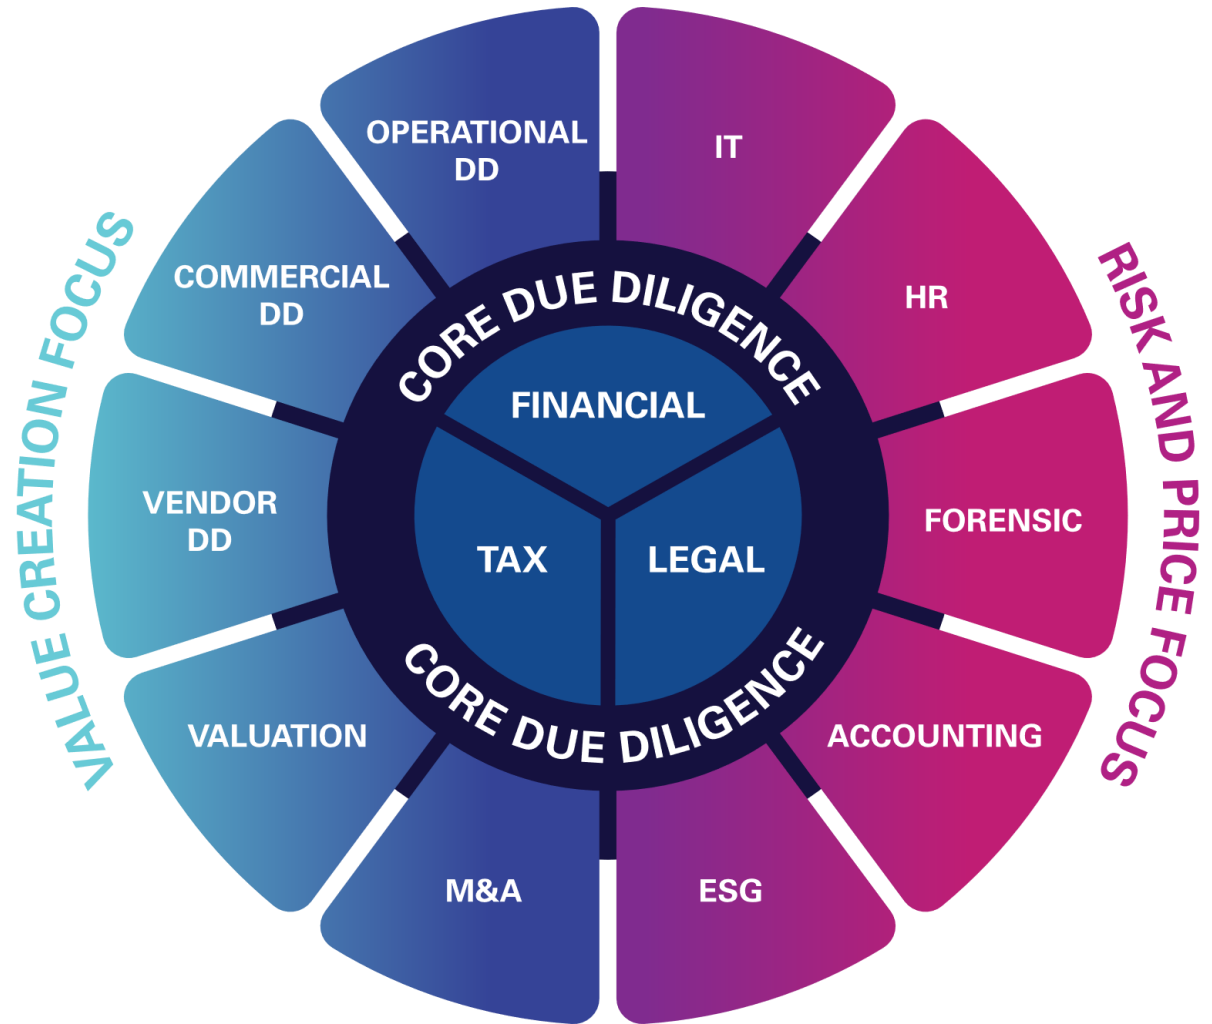 OPERATIONAL
DD
IT
COMMERCIAL
DD
HR
VALUE CREATION FOCUS
RISK AND PRICE FOCUS
CORE DUE DILIGENCE
FINANCIAL
VENDOR
DD
FORENSIC
TAX
LEGAL
CORE DUE DILIGENCE
VALUATION
ACCOUNTING
M&A
ESG